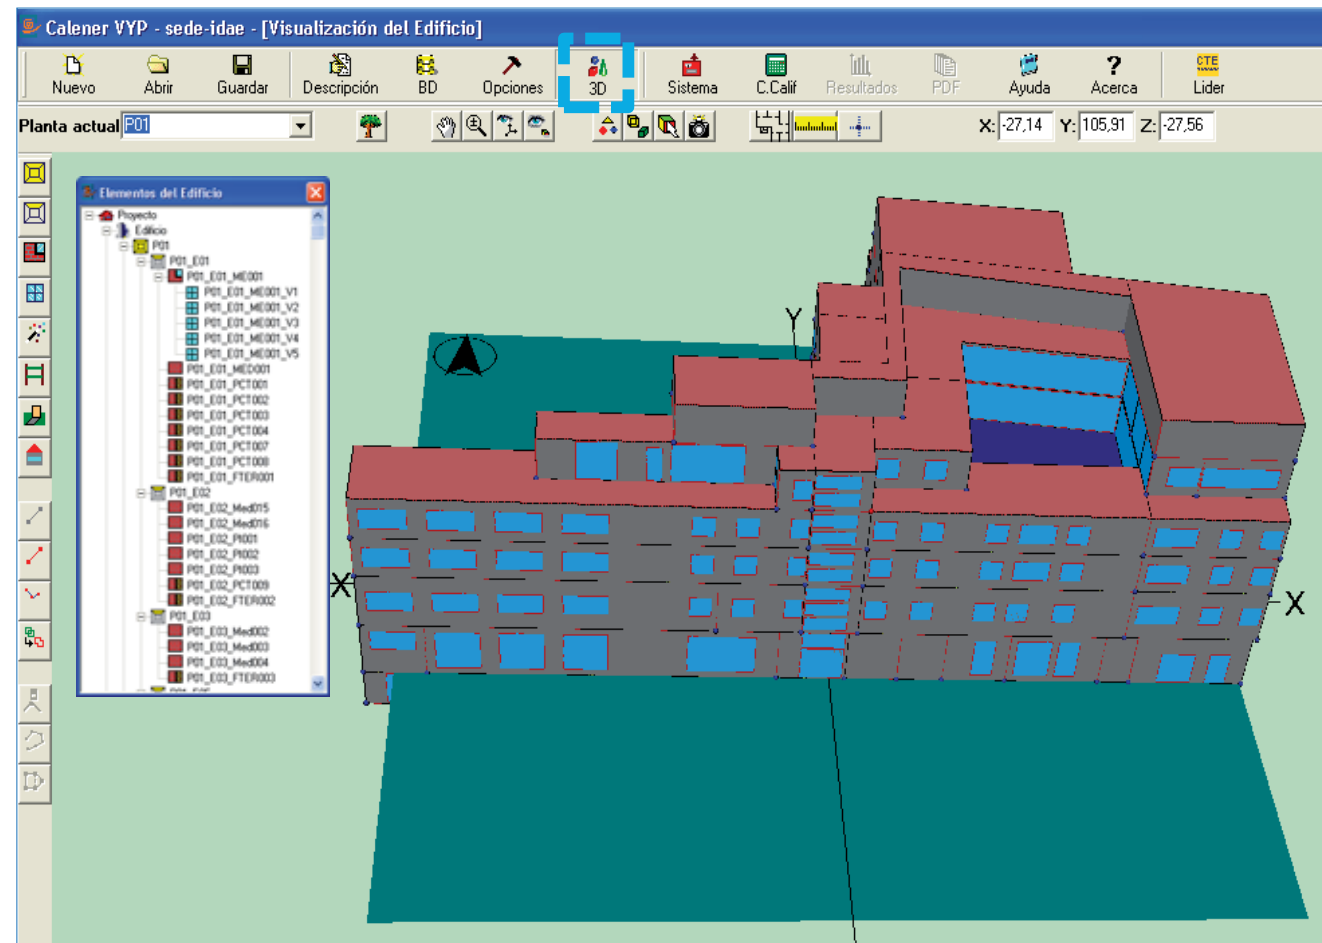 Calener VYP - sede-idae - [Visualización del Edificio]
Nuevo Abrir Guardar Descripción BD Opciones 3D Sistema C.Calif Resultados PDF Ayuda ? Acerca CTE Lider
Planta actual P01 X: -27,14 Y: 105,91 Z: -27,56
Elementos del Edificio
Proyecto
Edificio
P01
P01_E01
P01_E01_ME001
P01_E01_ME001_V1
P01_E01_ME001_V2
P01_E01_ME001_V3
P01_E01_ME001_V4
P01_E01_ME001_V5
P01_E01_MED001
P01_E01_PCT001
P01_E01_PCT002
P01_E01_PCT003
P01_E01_PCT004
P01_E01_PCT007
P01_E01_PCT008
P01_E01_FTER001
P01_E02
P01_E02_Med015
P01_E02_Med016
P01_E02_PI001
P01_E02_PI002
P01_E02_PI003
P01_E02_PCT009
P01_E02_FTER002
P01_E03
P01_E03_Med002
P01_E03_Med003
P01_E03_Med004
P01_E03_FTER003
Y
X
X